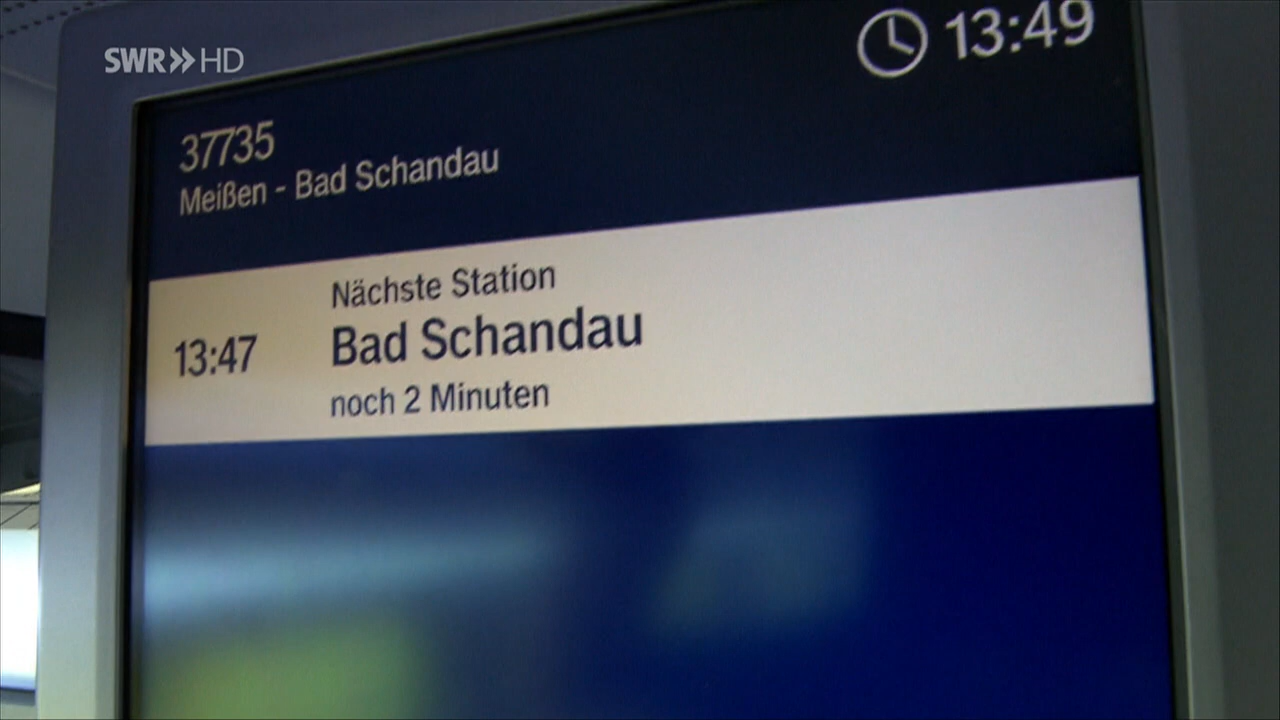 SWR HD
13:49
37735
Meißen - Bad Schandau
Nächste Station
13:47 Bad Schandau
noch 2 Minuten